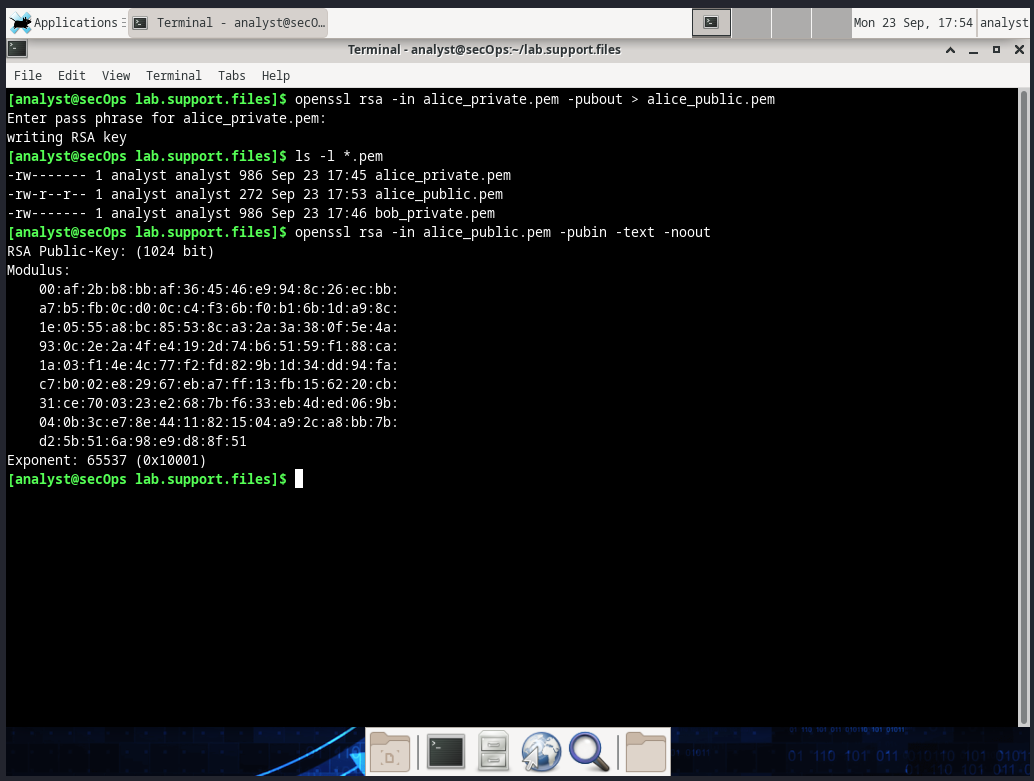 Applications
Terminal - analyst@secO...
Mon 23 Sep, 17:54
analyst
Terminal - analyst@secOps:~/lab.support.files
File Edit View Terminal Tabs Help
[analyst@secOps lab.support.files]$ openssl rsa -in alice_private.pem -pubout > alice_public.pem
Enter pass phrase for alice_private.pem:
writing RSA key
[analyst@secOps lab.support.files]$ ls -l *.pem
-rw------- 1 analyst analyst 986 Sep 23 17:45 alice_private.pem
-rw-r--r-- 1 analyst analyst 272 Sep 23 17:53 alice_public.pem
-rw------- 1 analyst analyst 986 Sep 23 17:46 bob_private.pem
[analyst@secOps lab.support.files]$ openssl rsa -in alice_public.pem -pubin -text -noout
RSA Public-Key: (1024 bit)
Modulus:
    00:af:2b:b8:bb:af:36:45:46:e9:94:8c:26:ec:bb:
    a7:b5:fb:0c:d0:0c:c4:f3:6b:f0:b1:6b:1d:a9:8c:
    1e:05:55:a8:bc:85:53:8c:a3:2a:3a:38:0f:5e:4a:
    93:0c:2e:2a:4f:e4:19:2d:74:b6:51:59:f1:88:ca:
    1a:03:f1:4e:4c:77:f2:fd:82:9b:1d:34:dd:94:fa:
    c7:b0:02:e8:29:67:eb:a7:ff:13:fb:15:62:20:cb:
    31:ce:70:03:23:e2:68:7b:f6:33:eb:4d:ed:06:9b:
    04:0b:3c:e7:8e:44:11:82:15:04:a9:2c:a8:bb:7b:
    d2:5b:51:6a:98:e9:d8:8f:51
Exponent: 65537 (0x10001)
[analyst@secOps lab.support.files]$